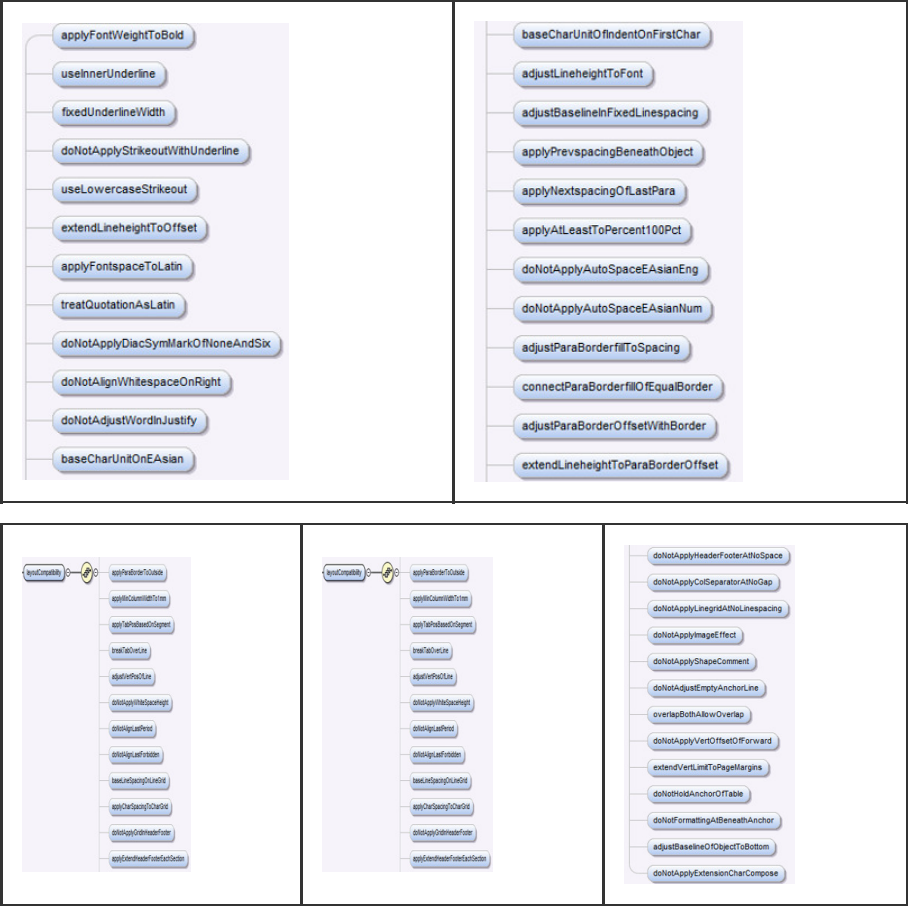 applyFontWeightToBold
useInnerUnderline
fixedUnderlineWidth
doNotApplyStrikeoutWithUnderline
useLowercaseStrikeout
extendLineheightToOffset
applyFontspaceToLatin
treatQuotationAsLatin
doNotApplyDiacSymMarkOfNoneAndSix
doNotAlignWhitespaceOnRight
doNotAdjustWordInJustify
baseCharUnitOnEAsian
baseCharUnitOfIndentOnFirstChar
adjustLineheightToFont
adjustBaselineInFixedLinespacing
applyPrevspacingBeneathObject
applyNextspacingOfLastPara
applyAtLeastToPercent100Pct
doNotApplyAutoSpaceEAsianEng
doNotApplyAutoSpaceEAsianNum
adjustParaBorderfillToSpacing
connectParaBorderfillOfEqualBorder
adjustParaBorderOffsetWithBorder
extendLineheightToParaBorderOffset
layoutCompatibility
applyParaBorderToOutside
applyMinColumnWidthTo1mm
applyTabPosBasedOnSegment
breakTabOverLine
adjustVertPosOfLine
doNotApplyWhiteSpaceHeight
doNotAlignLastPeriod
doNotAlignLastForbidden
baseLineSpacingOnLineGrid
applyCharSpacingToCharGrid
doNotApplyGridInHeaderFooter
applyExtendHeaderFooterEachSection
layoutCompatibility
applyParaBorderToOutside
applyMinColumnWidthTo1mm
applyTabPosBasedOnSegment
breakTabOverLine
adjustVertPosOfLine
doNotApplyWhiteSpaceHeight
doNotAlignLastPeriod
doNotAlignLastForbidden
baseLineSpacingOnLineGrid
applyCharSpacingToCharGrid
doNotApplyGridInHeaderFooter
applyExtendHeaderFooterEachSection
doNotApplyHeaderFooterAtNoSpace
doNotApplyColSeparatorAtNoGap
doNotApplyLinegridAtNoLinespacing
doNotApplyImageEffect
doNotApplyShapeComment
doNotAdjustEmptyAnchorLine
overlapBothAllowOverlap
doNotApplyVertOffsetOfForward
extendVertLimitToPageMargins
doNotHoldAnchorOfTable
doNotFormattingAtBeneathAnchor
adjustBaselineOfObjectToBottom
doNotApplyExtensionCharCompose